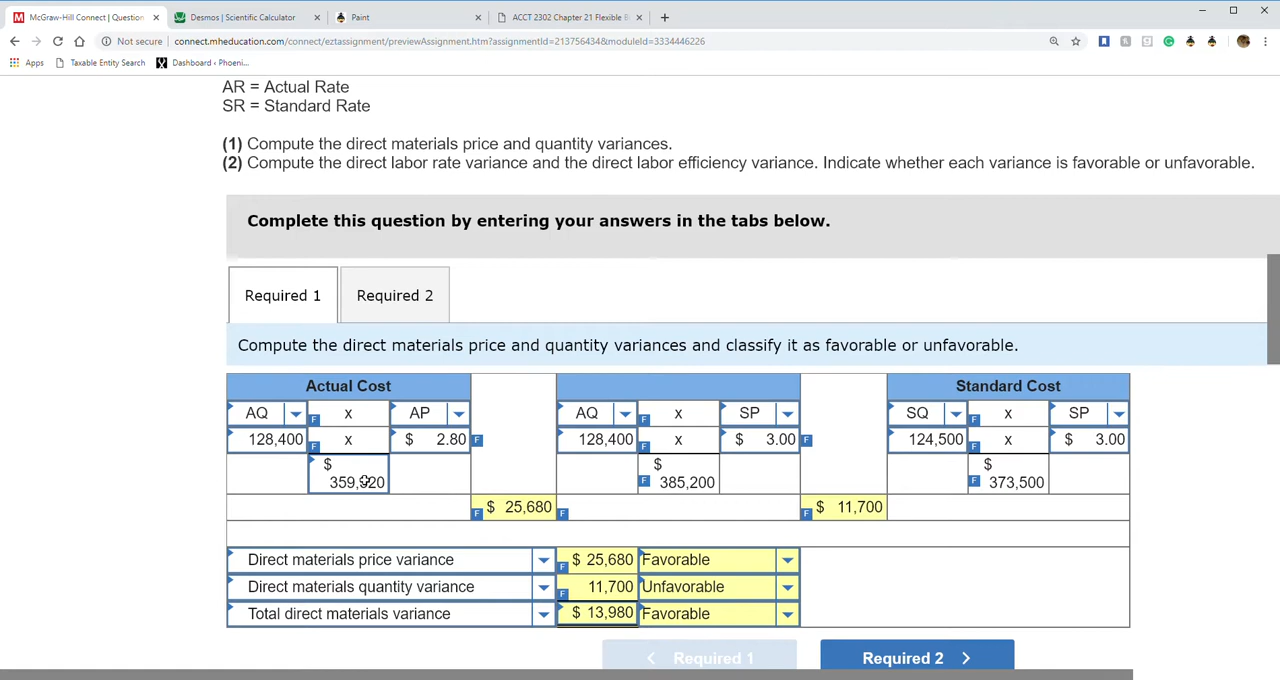 McGraw-Hill Connect | Question
Desmos | Scientific Calculator
Paint
ACCT 2302 Chapter 21 Flexible B
Not secure | connect.mheducation.com/connect/eztassignment/previewAssignment.htm?assignmentId=213756434&moduleId=3334446226
Apps Taxable Entity Search Dashboard ‹ Phoeni...
AR = Actual Rate
SR = Standard Rate
(1) Compute the direct materials price and quantity variances.
(2) Compute the direct labor rate variance and the direct labor efficiency variance. Indicate whether each variance is favorable or unfavorable.
Complete this question by entering your answers in the tabs below.
Required 1 Required 2
Compute the direct materials price and quantity variances and classify it as favorable or unfavorable.
Actual Cost Standard Cost
AQ x AP AQ x SP SQ x SP
128,400 x $ 2.80 128,400 x $ 3.00 124,500 x $ 3.00
$ $ $
359,520 385,200 373,500
$ 25,680 $ 11,700
Direct materials price variance $ 25,680 Favorable
Direct materials quantity variance 11,700 Unfavorable
Total direct materials variance $ 13,980 Favorable
< Required 1 Required 2 >